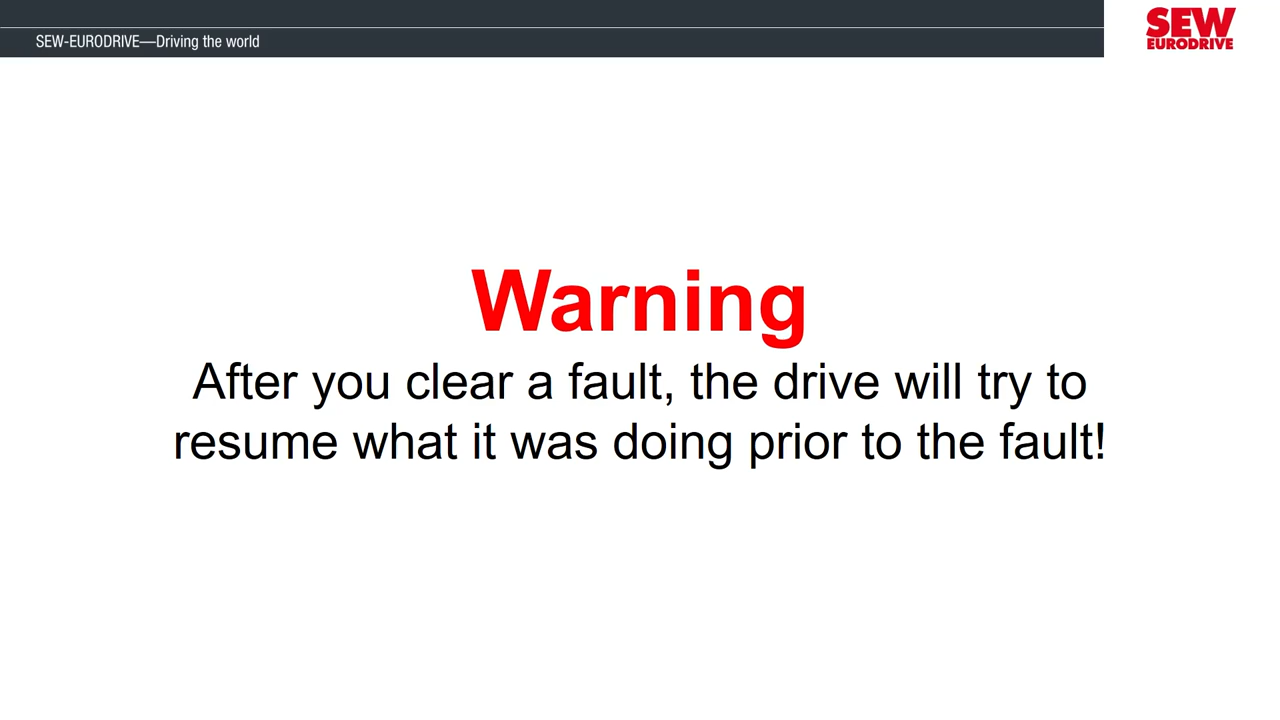 SEW-EURODRIVE—Driving the world
SEW
EURODRIVE
Warning
After you clear a fault, the drive will try to
resume what it was doing prior to the fault!